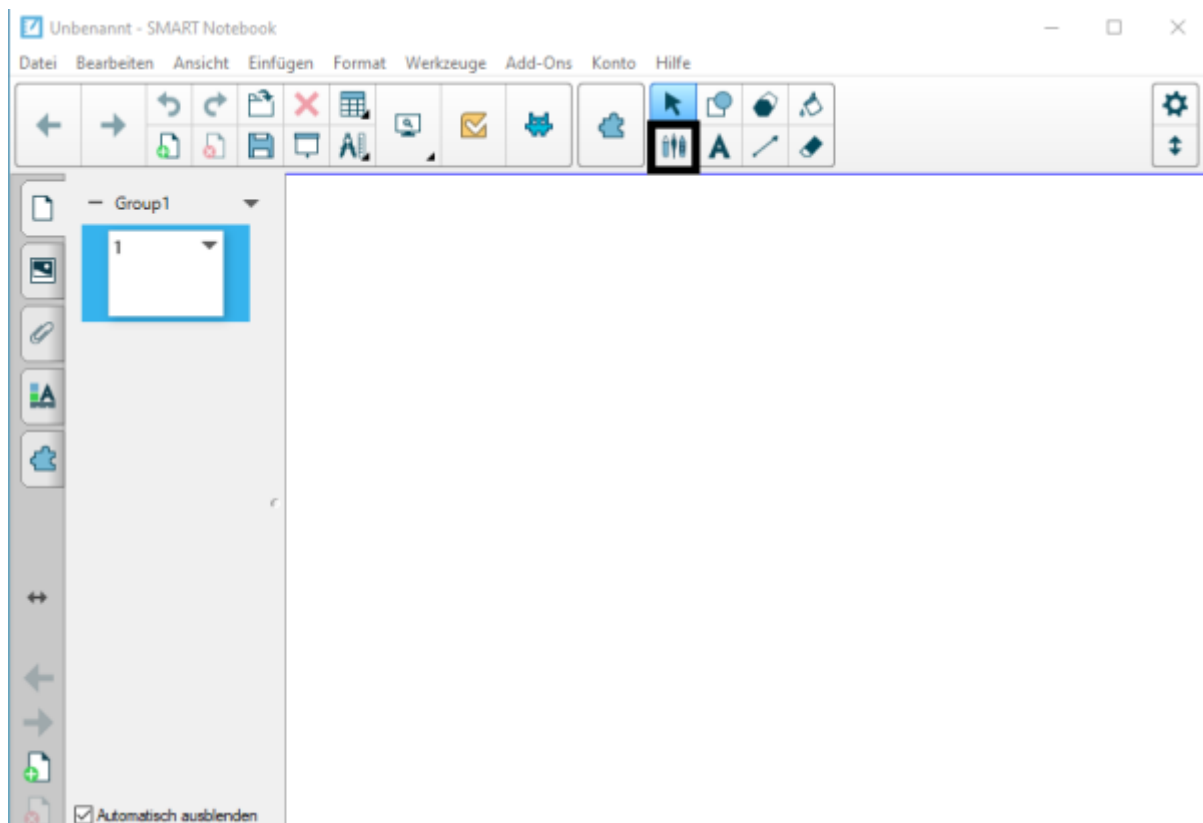 Unbenannt - SMART Notebook
Datei Bearbeiten Ansicht Einfügen Format Werkzeuge Add-Ons Konto Hilfe
Group1
1
Automatisch ausblenden